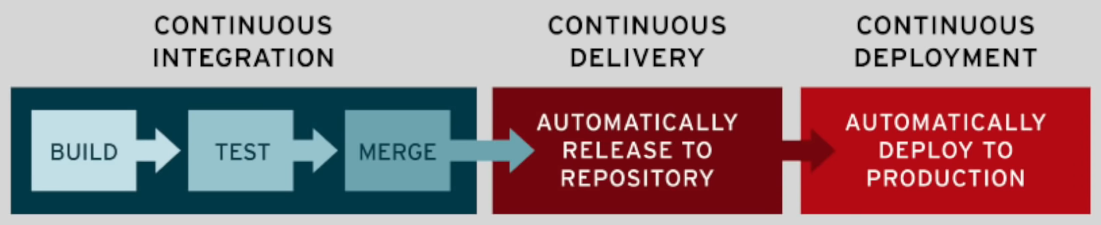 CONTINUOUS
INTEGRATION
BUILD
TEST
MERGE
CONTINUOUS
DELIVERY
AUTOMATICALLY
RELEASE TO
REPOSITORY
CONTINUOUS
DEPLOYMENT
AUTOMATICALLY
DEPLOY TO
PRODUCTION